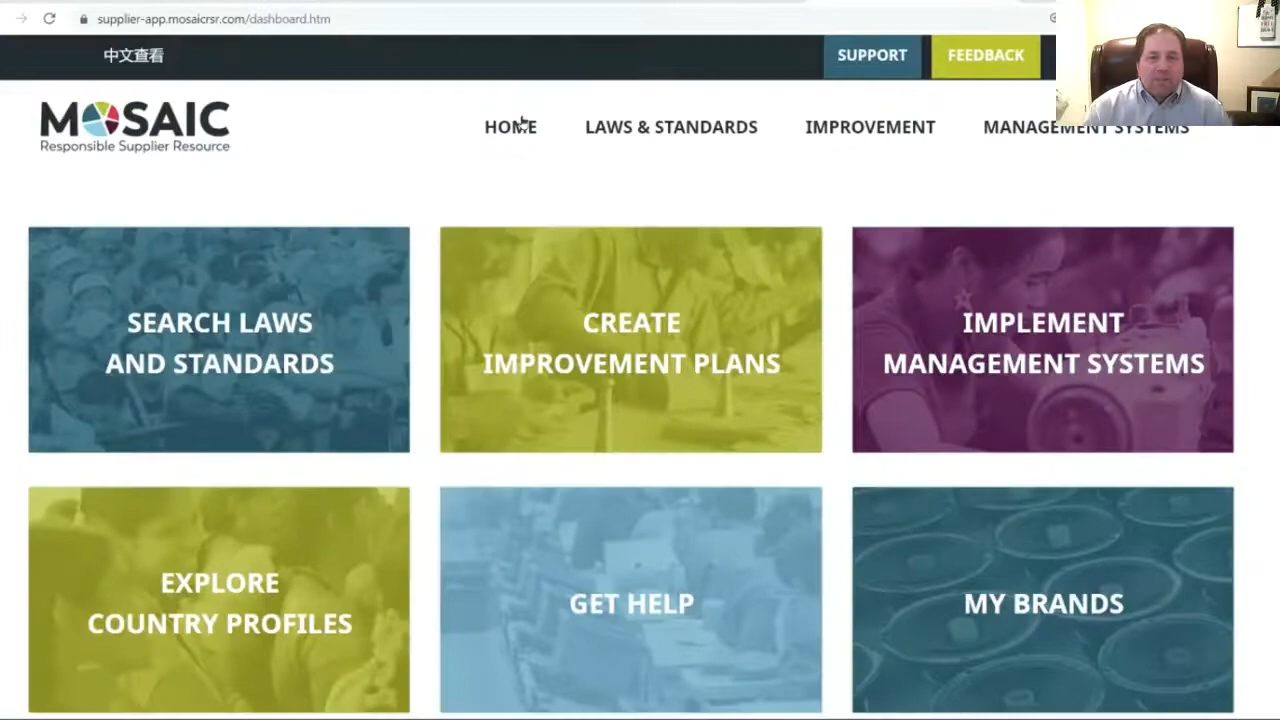 supplier-app.mosaicrsr.com/dashboard.htm
中文查看
SUPPORT
FEEDBACK
MOSAIC
Responsible Supplier Resource
HOME
LAWS & STANDARDS
IMPROVEMENT
MANAGEMENT SYSTEMS
SEARCH LAWS
AND STANDARDS
CREATE
IMPROVEMENT PLANS
IMPLEMENT
MANAGEMENT SYSTEMS
EXPLORE
COUNTRY PROFILES
GET HELP
MY BRANDS